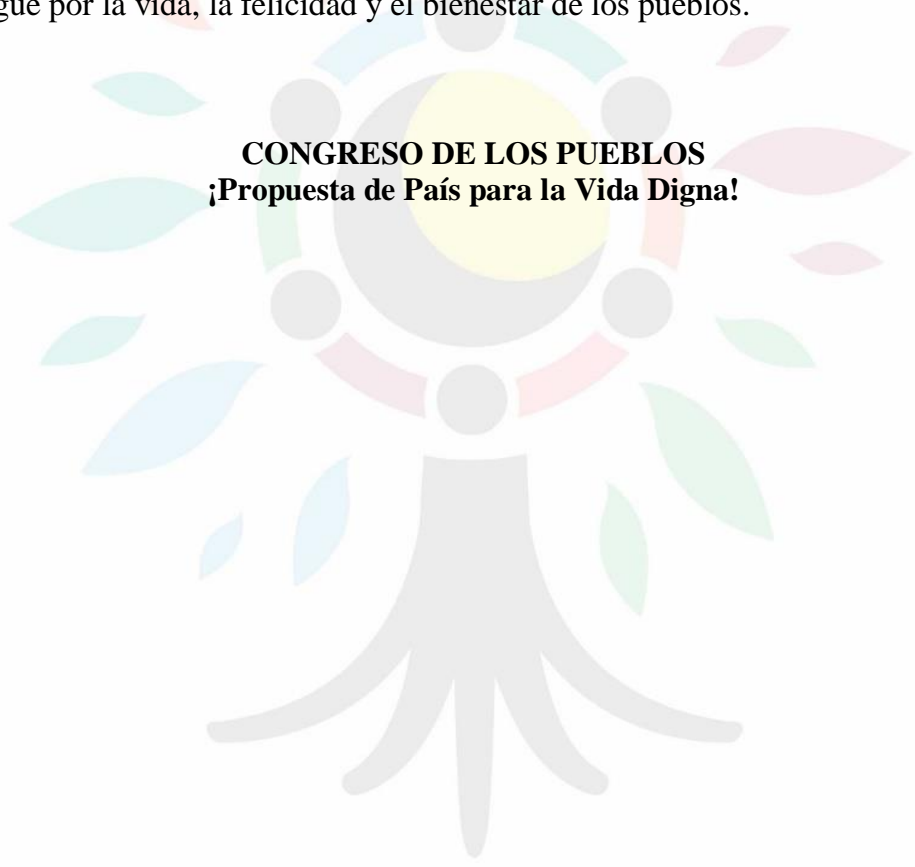 por la vida, la felicidad y el bienestar de los pueblos.
CONGRESO DE LOS PUEBLOS
¡Propuesta de País para la Vida Digna!